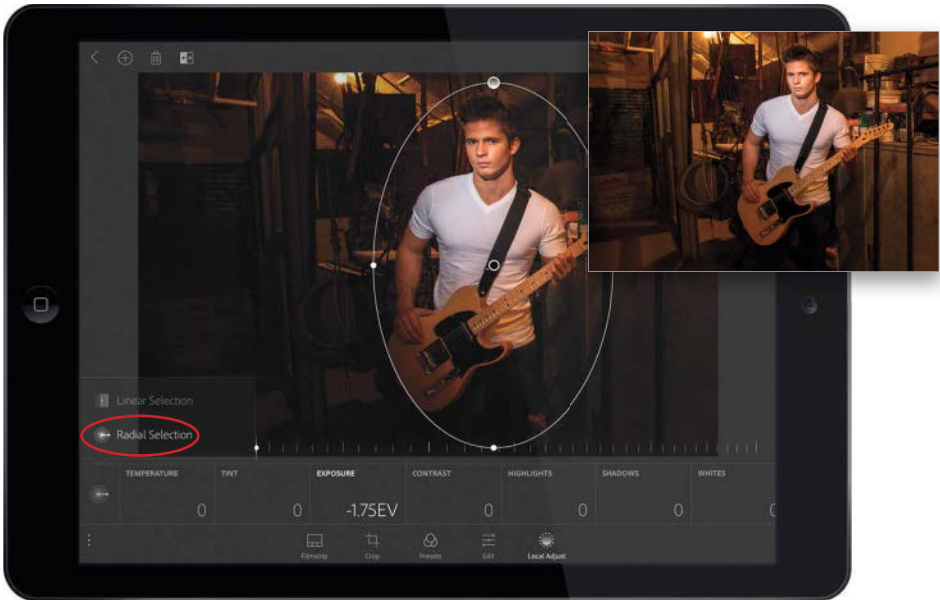 Linear Selection
Radial Selection
TEMPERATURE
TINT
EXPOSURE
CONTRAST
HIGHLIGHTS
SHADOWS
WHITES
0
0
-1.75EV
0
0
0
Filmstrip
Crop
Presets
Edit
Local Adjust